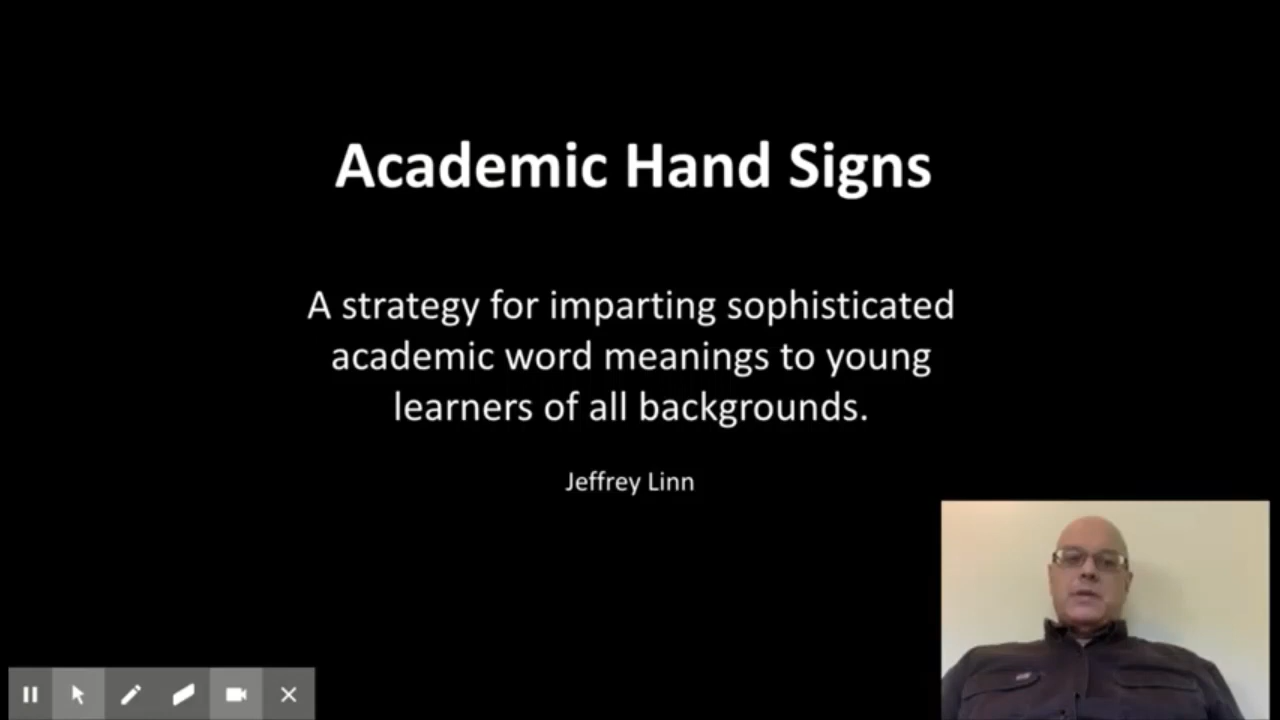 Academic Hand Signs
A strategy for imparting sophisticated
academic word meanings to young
learners of all backgrounds.
Jeffrey Linn